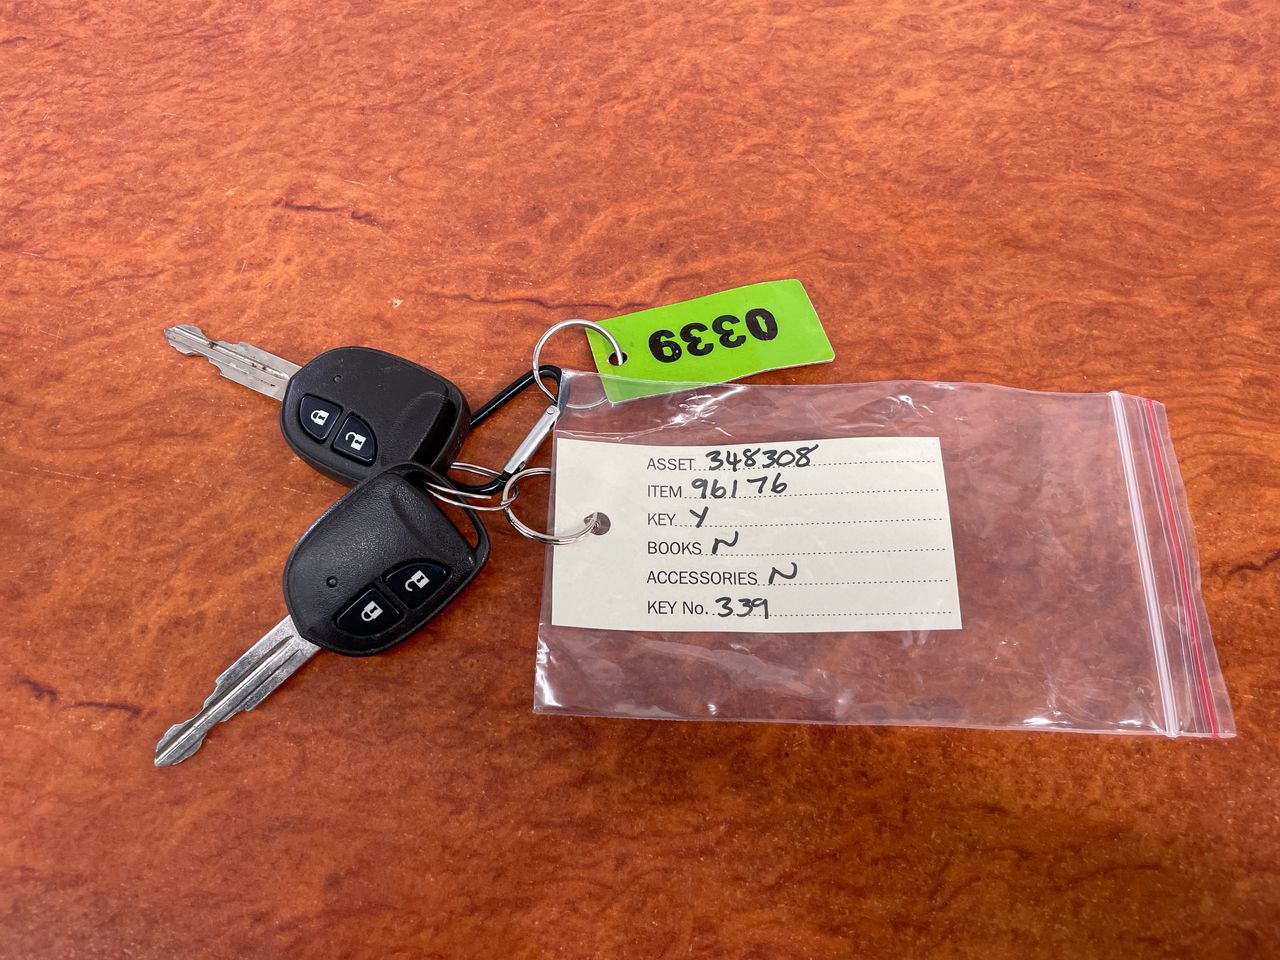 0339
ASSET 348308
ITEM 96176
KEY Y
BOOKS N
ACCESSORIES N
KEY No. 339